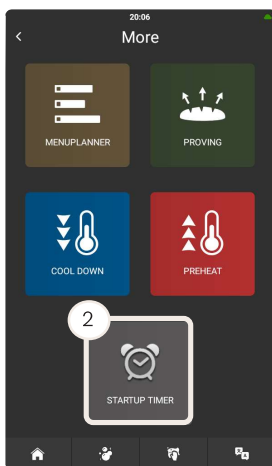 20:06
More
MENUPLANNER
PROVING
COOL DOWN
PREHEAT
2
STARTUP TIMER